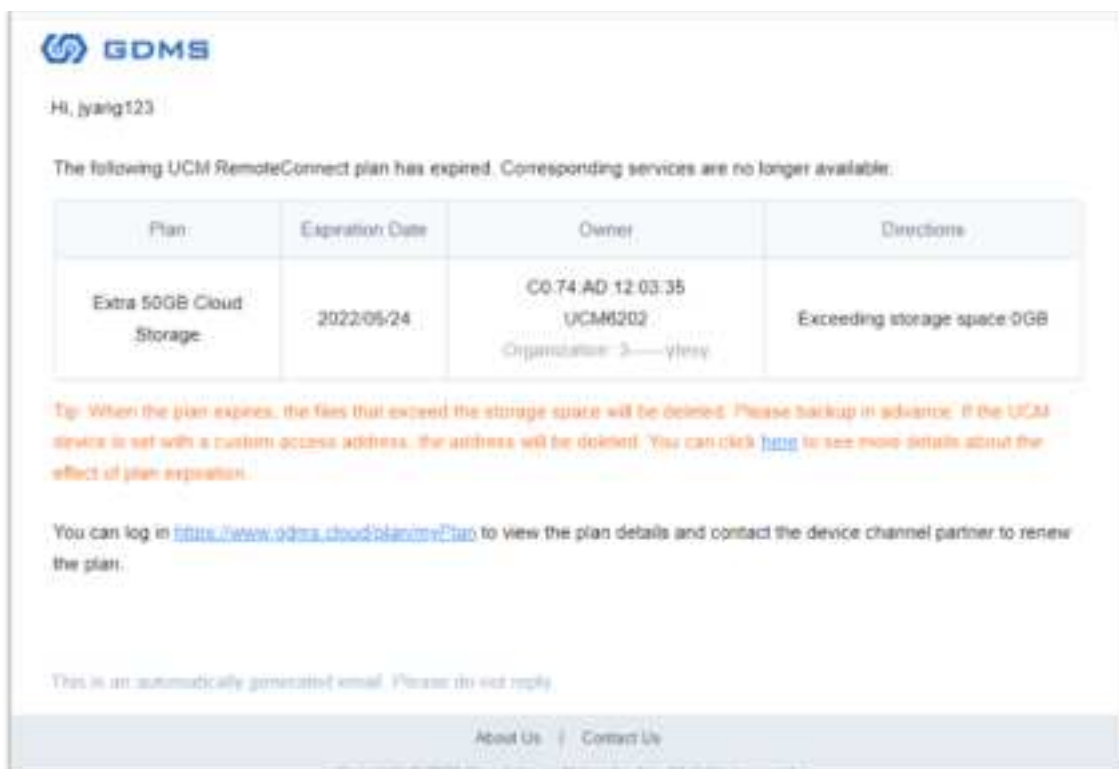 GDMS
Hi, jyang123
The following UCM RemoteConnect plan has expired. Corresponding services are no longer available.
Plan Expiration Date Owner Directions
Extra 50GB Cloud Storage 2022/05/24 C0:74:AD:12:03:35 UCM6202 Exceeding storage space 0GB
Organization:
Tip: When the plan expires, the files that exceed the storage space will be deleted. Please backup in advance. If the UCM
device is set with a custom access address, the address will be deleted. You can click here to see more details about the
effect of plan expiration.
You can log in https://www.gdms.cloud/plan/myPlan to view the plan details and contact the device channel partner to renew
the plan.
This is an automatically generated email. Please do not reply.
About Us | Contact Us